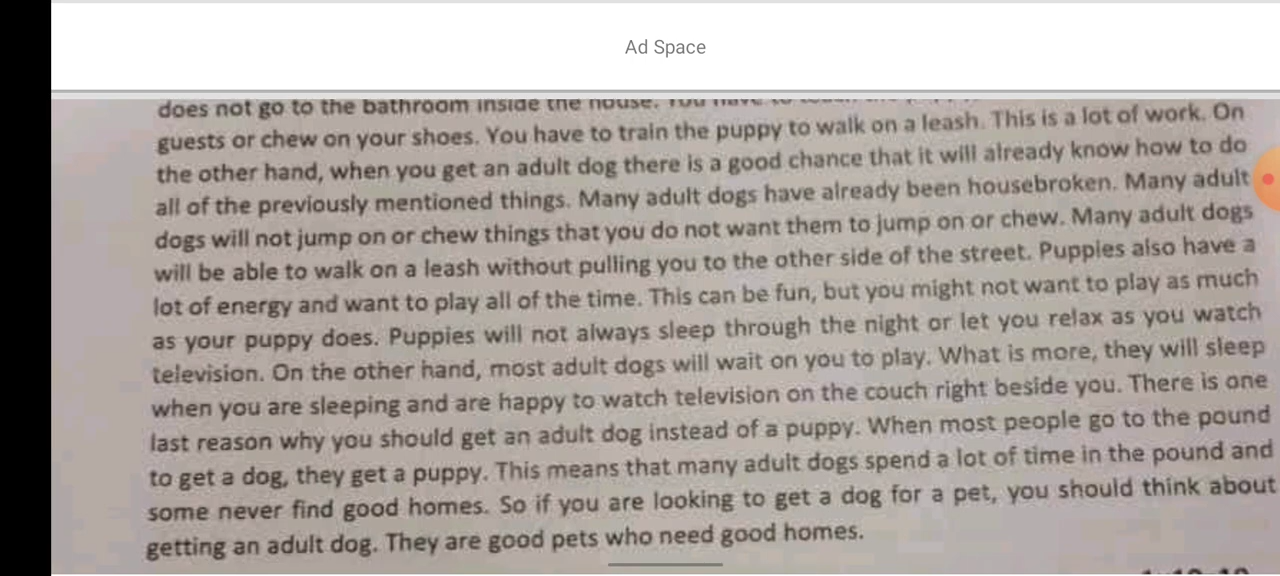 Ad Space
does not go to the bathroom inside the house. You have to
guests or chew on your shoes. You have to train the puppy to walk on a leash. This is a lot of work. On
the other hand, when you get an adult dog there is a good chance that it will already know how to do
all of the previously mentioned things. Many adult dogs have already been housebroken. Many adult
dogs will not jump on or chew things that you do not want them to jump on or chew. Many adult dogs
will be able to walk on a leash without pulling you to the other side of the street. Puppies also have a
lot of energy and want to play all of the time. This can be fun, but you might not want to play as much
as your puppy does. Puppies will not always sleep through the night or let you relax as you watch
television. On the other hand, most adult dogs will wait on you to play. What is more, they will sleep
when you are sleeping and are happy to watch television on the couch right beside you. There is one
last reason why you should get an adult dog instead of a puppy. When most people go to the pound
to get a dog, they get a puppy. This means that many adult dogs spend a lot of time in the pound and
some never find good homes. So if you are looking to get a dog for a pet, you should think about
getting an adult dog. They are good pets who need good homes.